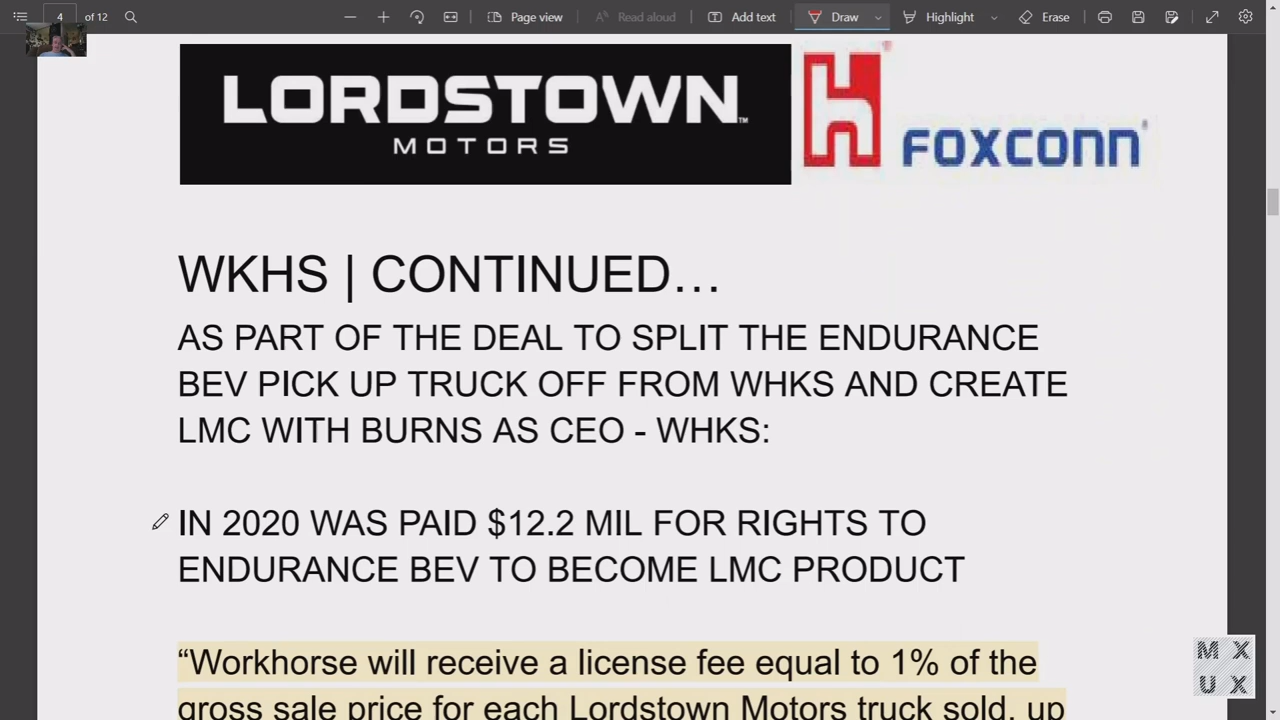 4 of 12 Page view Read aloud Add text Draw Highlight Erase
LORDSTOWN™
MOTORS
FOXCONN
WKHS | CONTINUED…
AS PART OF THE DEAL TO SPLIT THE ENDURANCE
BEV PICK UP TRUCK OFF FROM WHKS AND CREATE
LMC WITH BURNS AS CEO - WHKS:
IN 2020 WAS PAID $12.2 MIL FOR RIGHTS TO
ENDURANCE BEV TO BECOME LMC PRODUCT
“Workhorse will receive a license fee equal to 1% of the
gross sale price for each Lordstown Motors truck sold, up
M X
U X